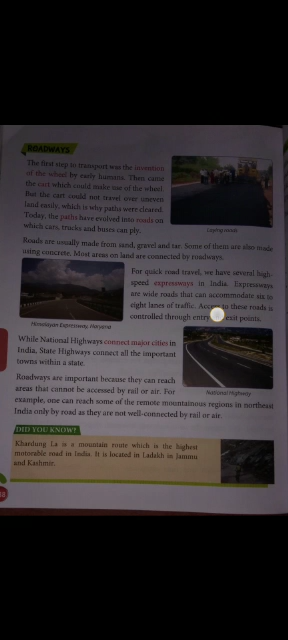 ROADWAYS
The first step to transport was the invention
of the wheel by early humans. Then came
the cart which could make use of the wheel.
But the cart could not travel over uneven
land easily, which is why paths were cleared.
Today, the paths have evolved into roads on
which cars, trucks and buses can ply.
Laying roads
Roads are usually made from sand, gravel and tar. Some of them are also made
using concrete. Most areas on land are connected by roadways.
For quick road travel, we have several high-
speed expressways in India. Expressways
are wide roads that can accommodate six to
eight lanes of traffic. Access to these roads is
controlled through entry exit points.
Himalayan Expressway, Haryana
While National Highways connect major cities in
India, State Highways connect all the important
towns within a state.
National Highway
Roadways are important because they can reach
areas that cannot be accessed by rail or air. For
example, one can reach some of the remote mountainous regions in northeast
India only by road as they are not well-connected by rail or air.
DID YOU KNOW?
Khardung La is a mountain route which is the highest
motorable road in India. It is located in Ladakh in Jammu
and Kashmir.